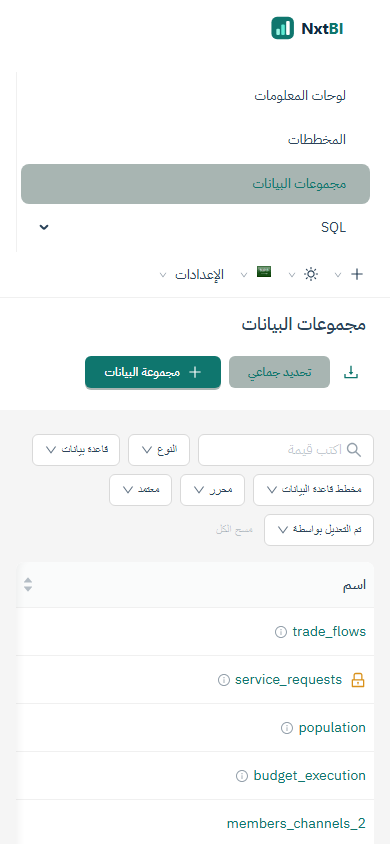 NxtBI
لوحات المعلومات
المخططات
مجموعات البيانات
SQL
الإعدادات
مجموعات البيانات
تحديد جماعي
مجموعة البيانات
اكتب قيمة
النوع
قاعدة بيانات
مخطط قاعدة البيانات
محرر
معتمد
تم التعديل بواسطة
مسح الكل
اسم
trade_flows
service_requests
population
budget_execution
members_channels_2